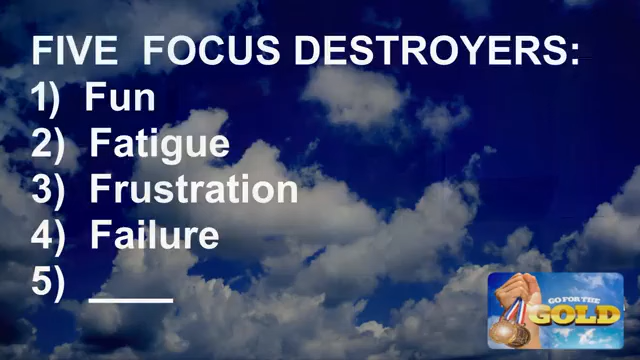 FIVE FOCUS DESTROYERS:
1) Fun
2) Fatigue
3) Frustration
4) Failure
5) ____
GO FOR THE
GOLD